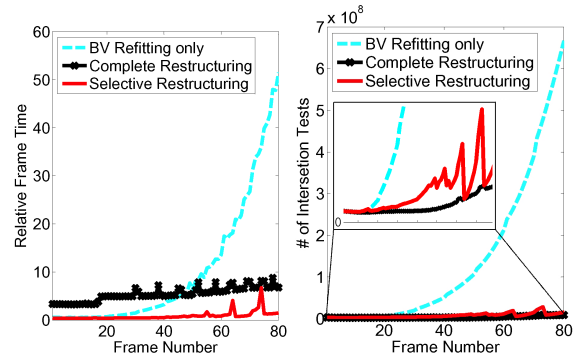 60
50
40
30
20
10
0
20
40
60
80
Relative Frame Time
Frame Number
BV Refitting only
Complete Restructuring
Selective Restructuring
7 x 10^8
6
5
4
3
2
1
0
20
40
60
80
# of Intersetion Tests
Frame Number
BV Refitting only
Complete Restructuring
Selective Restructuring
0